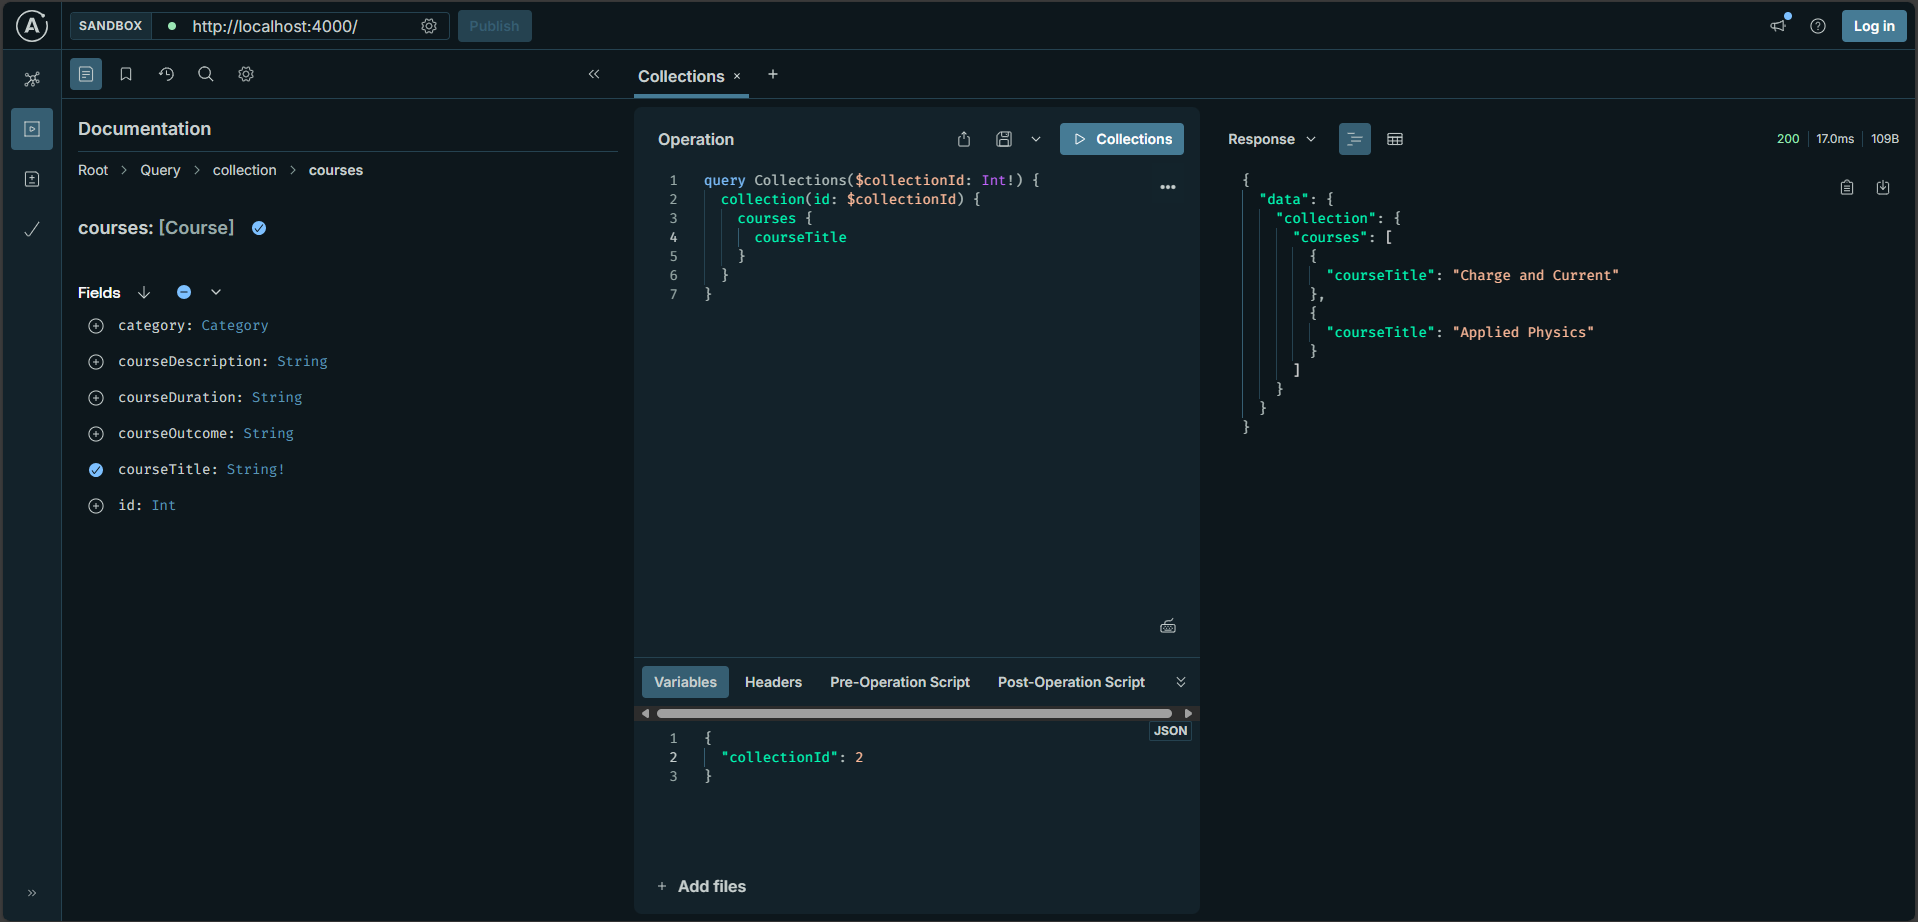 SANDBOX
http://localhost:4000/
Publish
Log in
Collections
Documentation
Root > Query > collection > courses
courses: [Course]
Fields
category: Category
courseDescription: String
courseDuration: String
courseOutcome: String
courseTitle: String!
id: Int
Operation
Collections
1 query Collections($collectionId: Int!) {
2   collection(id: $collectionId) {
3     courses {
4       courseTitle
5     }
6   }
7 }
Variables
Headers
Pre-Operation Script
Post-Operation Script
JSON
1 {
2   "collectionId": 2
3 }
+ Add files
Response
200
17.0ms
109B
{
  "data": {
    "collection": {
      "courses": [
        {
          "courseTitle": "Charge and Current"
        },
        {
          "courseTitle": "Applied Physics"
        }
      ]
    }
  }
}